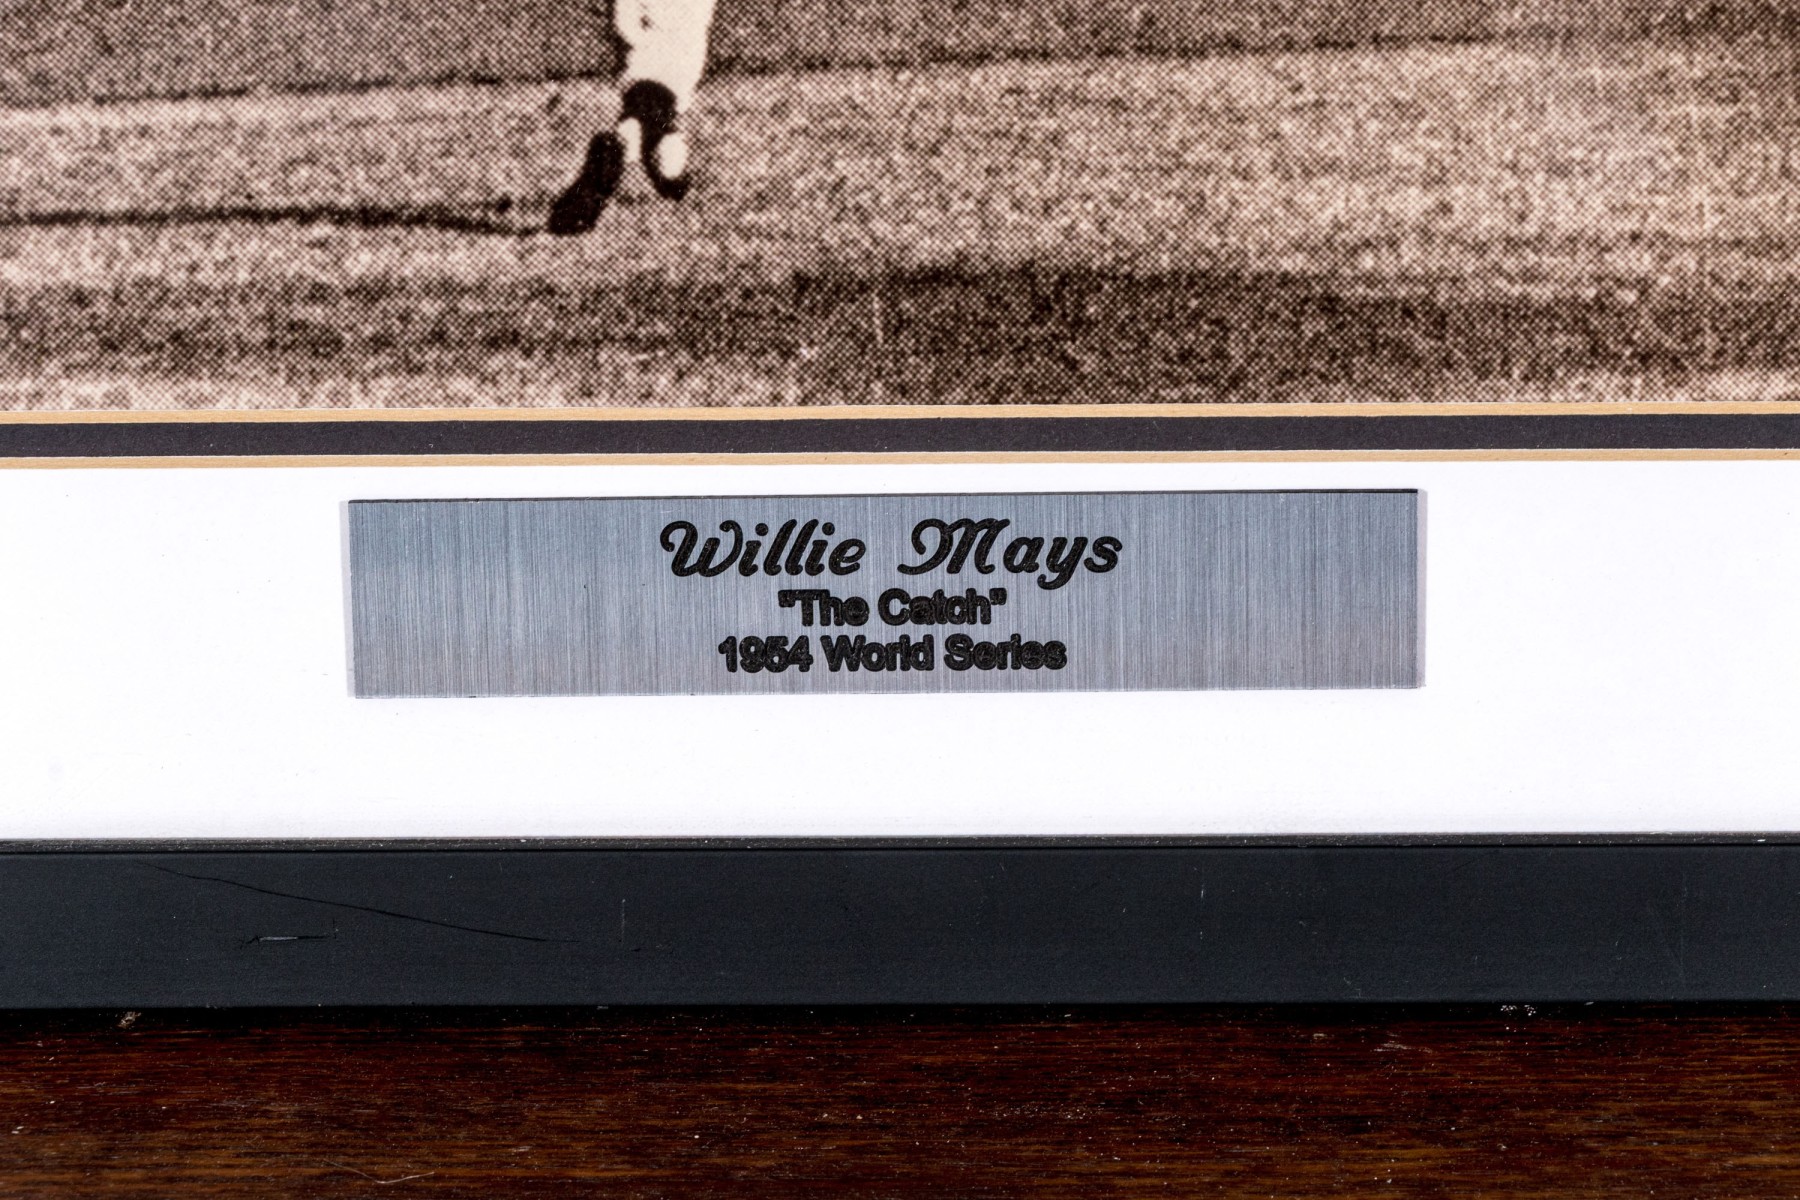 Willie Mays
"The Catch"
1954 World Series